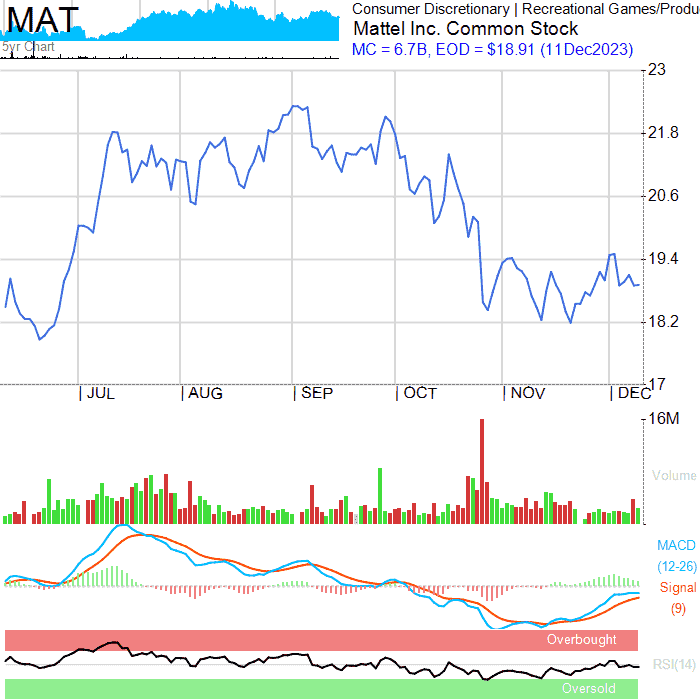 MAT
5yr Chart
Consumer Discretionary | Recreational Games/Produ
Mattel Inc. Common Stock
MC = 6.7B, EOD = $18.91 (11Dec2023)
23
21.8
20.6
19.4
18.2
17
| JUL
| AUG
| SEP
| OCT
| NOV
| DEC
16M
Volume
MACD
(12-26)
Signal
(9)
Overbought
RSI(14)
Oversold